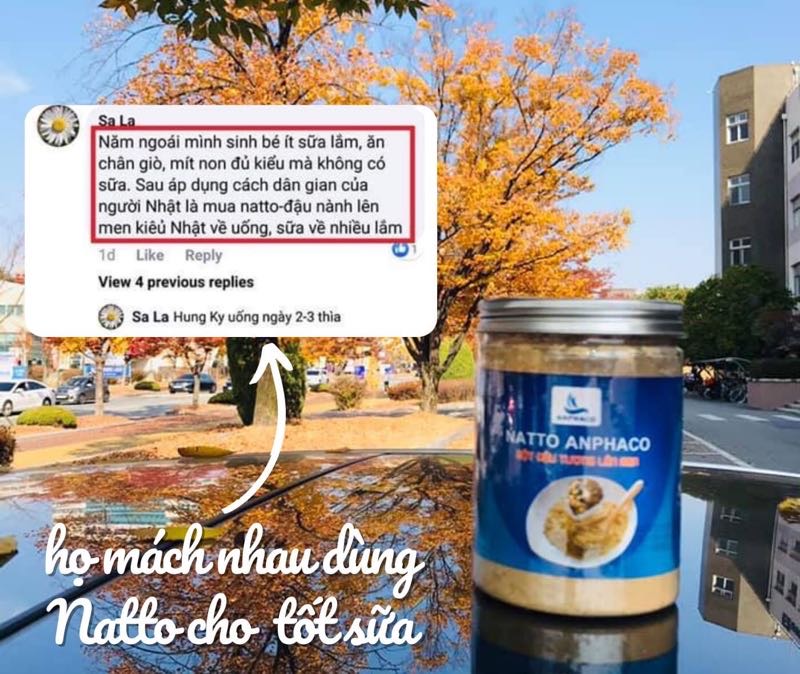 Sa La
Năm ngoái mình sinh bé ít sữa lắm, ăn
chân giò, mít non đủ kiểu mà không có
sữa. Sau áp dụng cách dân gian của
người Nhật là mua natto-đậu nành lên
men kiểu Nhật về uống, sữa về nhiều lắm
1d Like Reply 1
View 4 previous replies
Sa La Hung Ky uống ngày 2-3 thìa
ANPHACO
NATTO ANPHACO
BỘT ĐẬU TƯƠNG LÊN MEN
họ mách nhau dùng
Natto cho tốt sữa